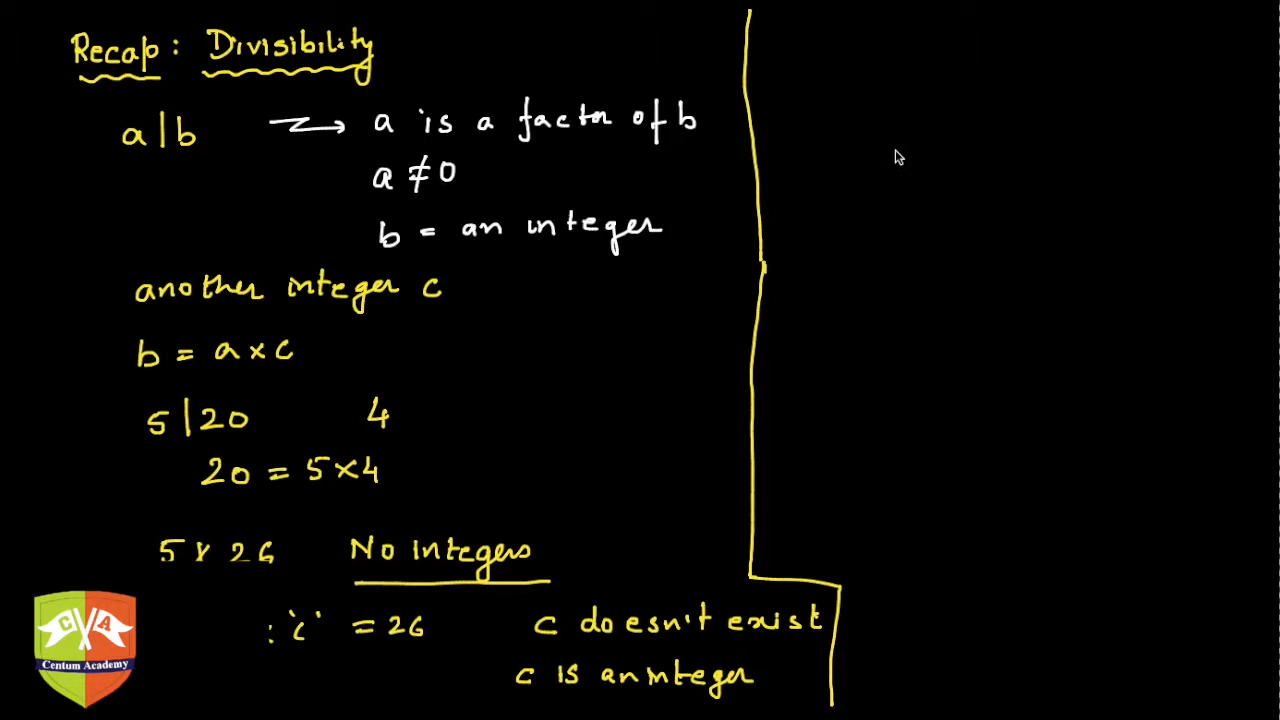 Recap: Divisibility
a|b → a is a factor of b
a ≠ 0
b = an integer
another integer c
b = a×c
5|20 4
20 = 5×4
26 No integers
: 'c' = 26 c doesn't exist
c is an integer
C A
Centum Academy